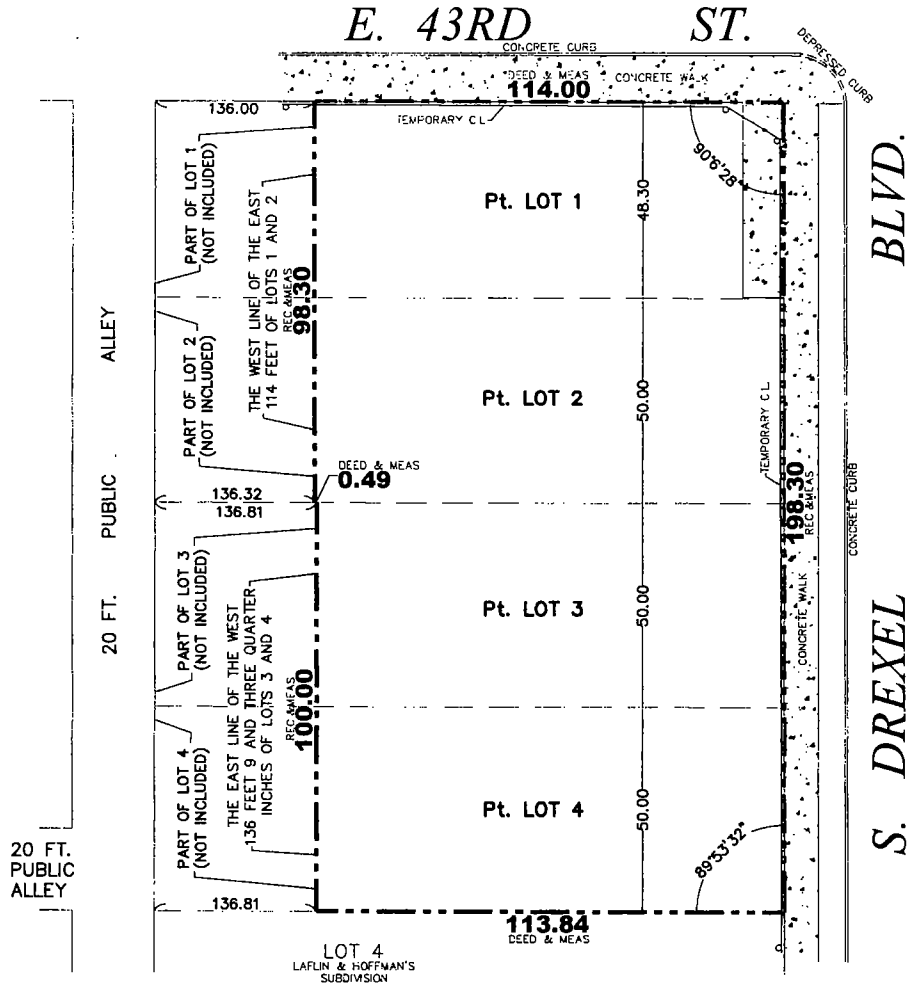 E. 43RD ST.
CONCRETE CURB
DEPRESSED CURB
DEED & MEAS
114.00
CONCRETE WALK
136.00
TEMPORARY C L
90°6'28"
BLVD.
PART OF LOT 1
(NOT INCLUDED)
THE WEST LINE OF THE EAST
114 FEET OF LOTS 1 AND 2
98.30
REC &MEAS
Pt. LOT 1
48.30
ALLEY
PART OF LOT 2
(NOT INCLUDED)
Pt. LOT 2
50.00
TEMPORARY C L
DEED & MEAS
0.49
136.32
136.81
198.30
REC &MEAS
CONCRETE CURB
PUBLIC
20 FT.
PART OF LOT 3
(NOT INCLUDED)
THE EAST LINE OF THE WEST
136 FEET 9 AND THREE QUARTER
INCHES OF LOTS 3 AND 4
REC &MEAS
100.00
Pt. LOT 3
50.00
CONCRETE WALK
S. DREXEL
PART OF LOT 4
(NOT INCLUDED)
Pt. LOT 4
50.00
89°53'32"
20 FT.
PUBLIC
ALLEY
136.81
113.84
DEED & MEAS
LOT 4
LAFLIN & HOFFMAN'S
SUBDIVISION